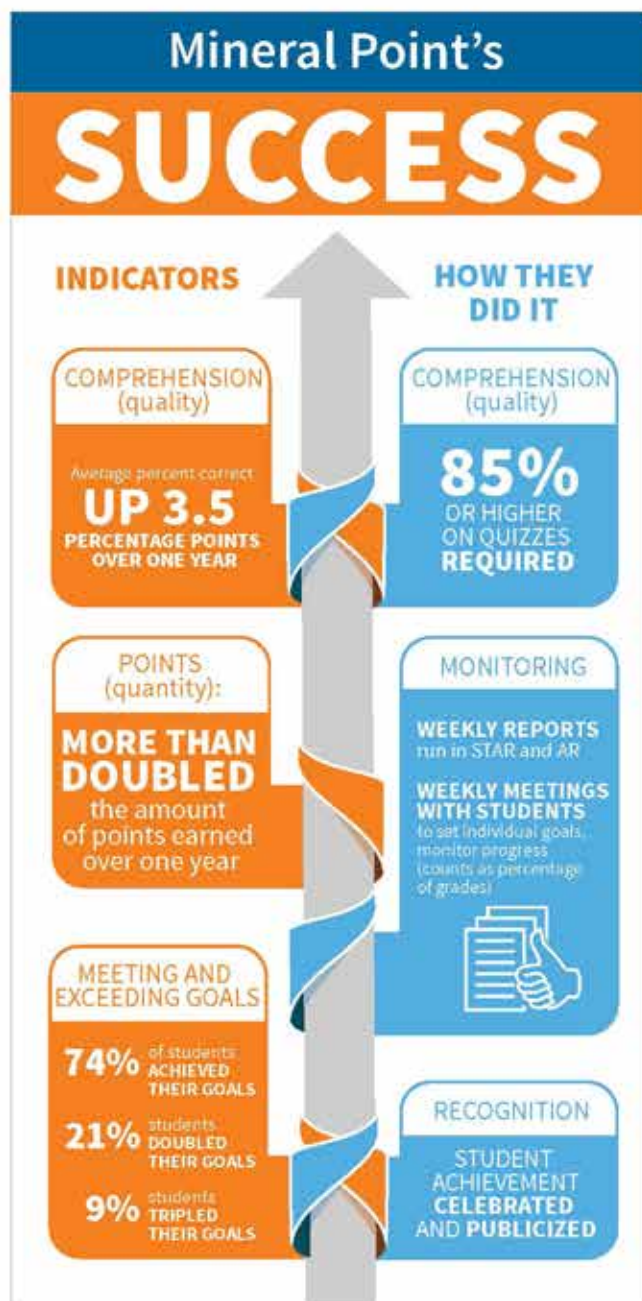 Mineral Point's
SUCCESS
INDICATORS
COMPREHENSION
(quality)
Average percent correct
UP 3.5
PERCENTAGE POINTS
OVER ONE YEAR
POINTS
(quantity):
MORE THAN
DOUBLED
the amount
of points earned
over one year
MEETING AND
EXCEEDING GOALS
74% of students
ACHIEVED
THEIR GOALS
21% students
DOUBLED
THEIR GOALS
9% students
TRIPLED
THEIR GOALS
HOW THEY
DID IT
COMPREHENSION
(quality)
85%
OR HIGHER
ON QUIZZES
REQUIRED
MONITORING
WEEKLY REPORTS
run in STAR and AR
WEEKLY MEETINGS
WITH STUDENTS
to set individual goals,
monitor progress
(counts as percentage
of grades)
RECOGNITION
STUDENT
ACHIEVEMENT
CELEBRATED
AND PUBLICIZED